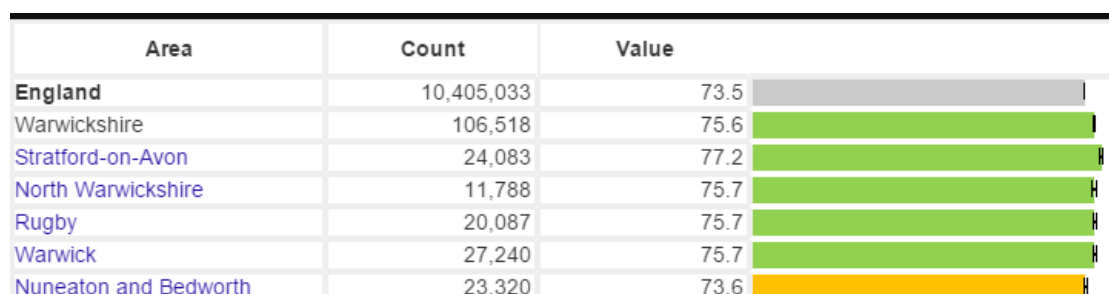 Area Count Value
England 10,405,033 73.5
Warwickshire 106,518 75.6
Stratford-on-Avon 24,083 77.2
North Warwickshire 11,788 75.7
Rugby 20,087 75.7
Warwick 27,240 75.7
Nuneaton and Bedworth 23,320 73.6